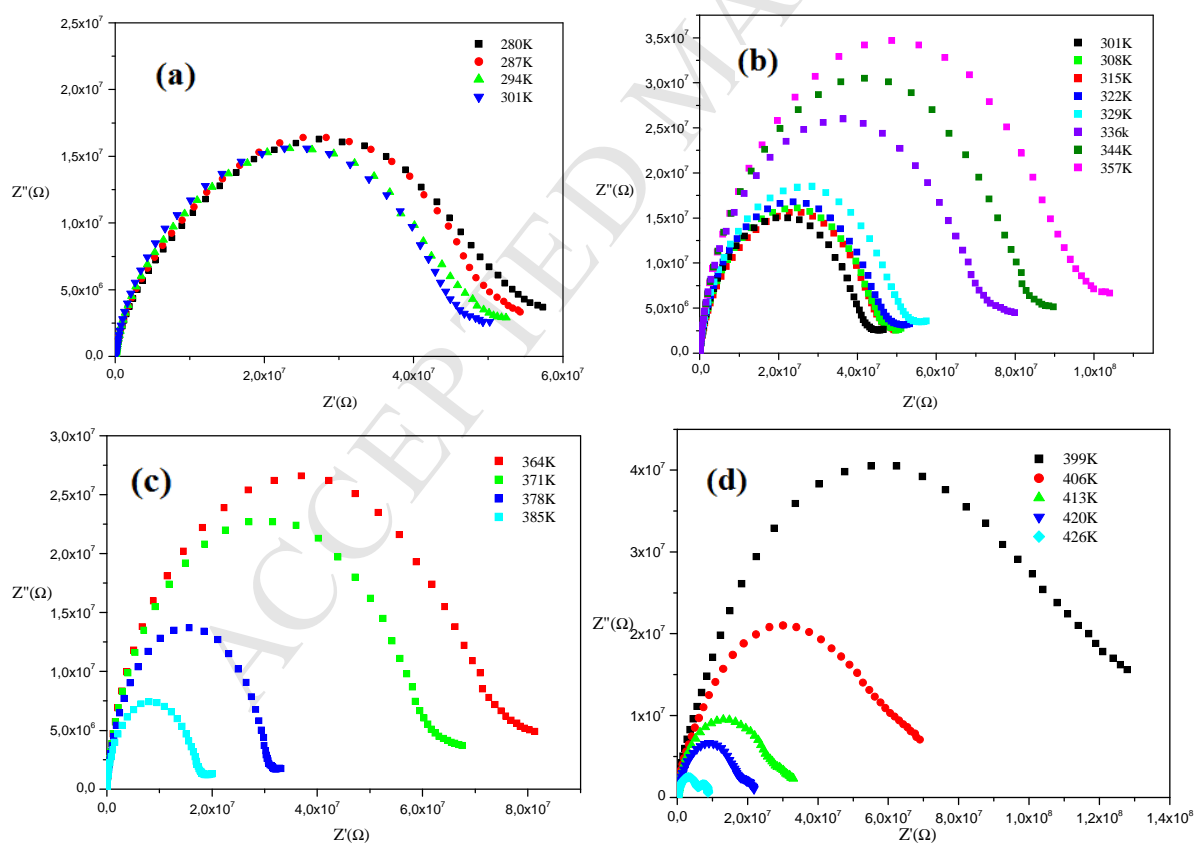 (a)
280K
287K
294K
301K
2,5x10⁷
2,0x10⁷
1,5x10⁷
1,0x10⁷
5,0x10⁶
0,0
Z''(Ω)
0,0
2,0x10⁷
4,0x10⁷
6,0x10⁷
Z'(Ω)
(b)
301K
308K
315K
322K
329K
336k
344K
357K
3,5x10⁷
3,0x10⁷
2,5x10⁷
2,0x10⁷
1,5x10⁷
1,0x10⁷
5,0x10⁶
0,0
Z''(Ω)
0,0
2,0x10⁷
4,0x10⁷
6,0x10⁷
8,0x10⁷
1,0x10⁸
Z'(Ω)
(c)
364K
371K
378K
385K
3,0x10⁷
2,5x10⁷
2,0x10⁷
1,5x10⁷
1,0x10⁷
5,0x10⁶
0,0
Z''(Ω)
0,0
2,0x10⁷
4,0x10⁷
6,0x10⁷
8,0x10⁷
Z'(Ω)
(d)
399K
406K
413K
420K
426K
4x10⁷
3x10⁷
2x10⁷
1x10⁷
0
Z''(Ω)
0,0
2,0x10⁷
4,0x10⁷
6,0x10⁷
8,0x10⁷
1,0x10⁸
1,2x10⁸
1,4x10⁸
Z'(Ω)
ACCEPTED MA